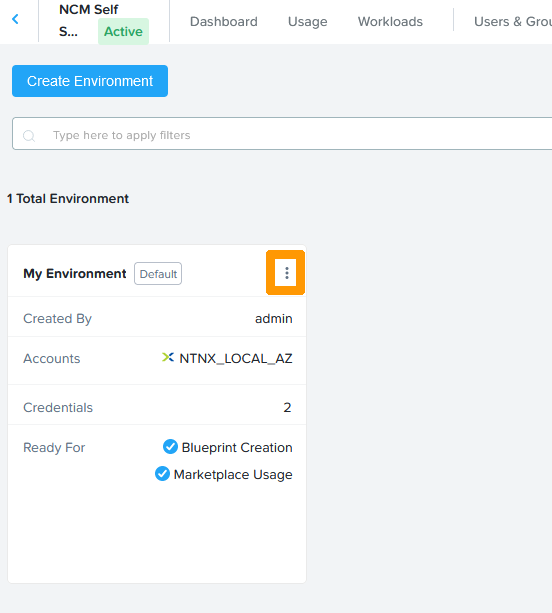 NCM Self
S... Active
Dashboard Usage Workloads Users & Grou
Create Environment
Type here to apply filters
1 Total Environment
My Environment Default
Created By admin
Accounts NTNX_LOCAL_AZ
Credentials 2
Ready For Blueprint Creation
Marketplace Usage